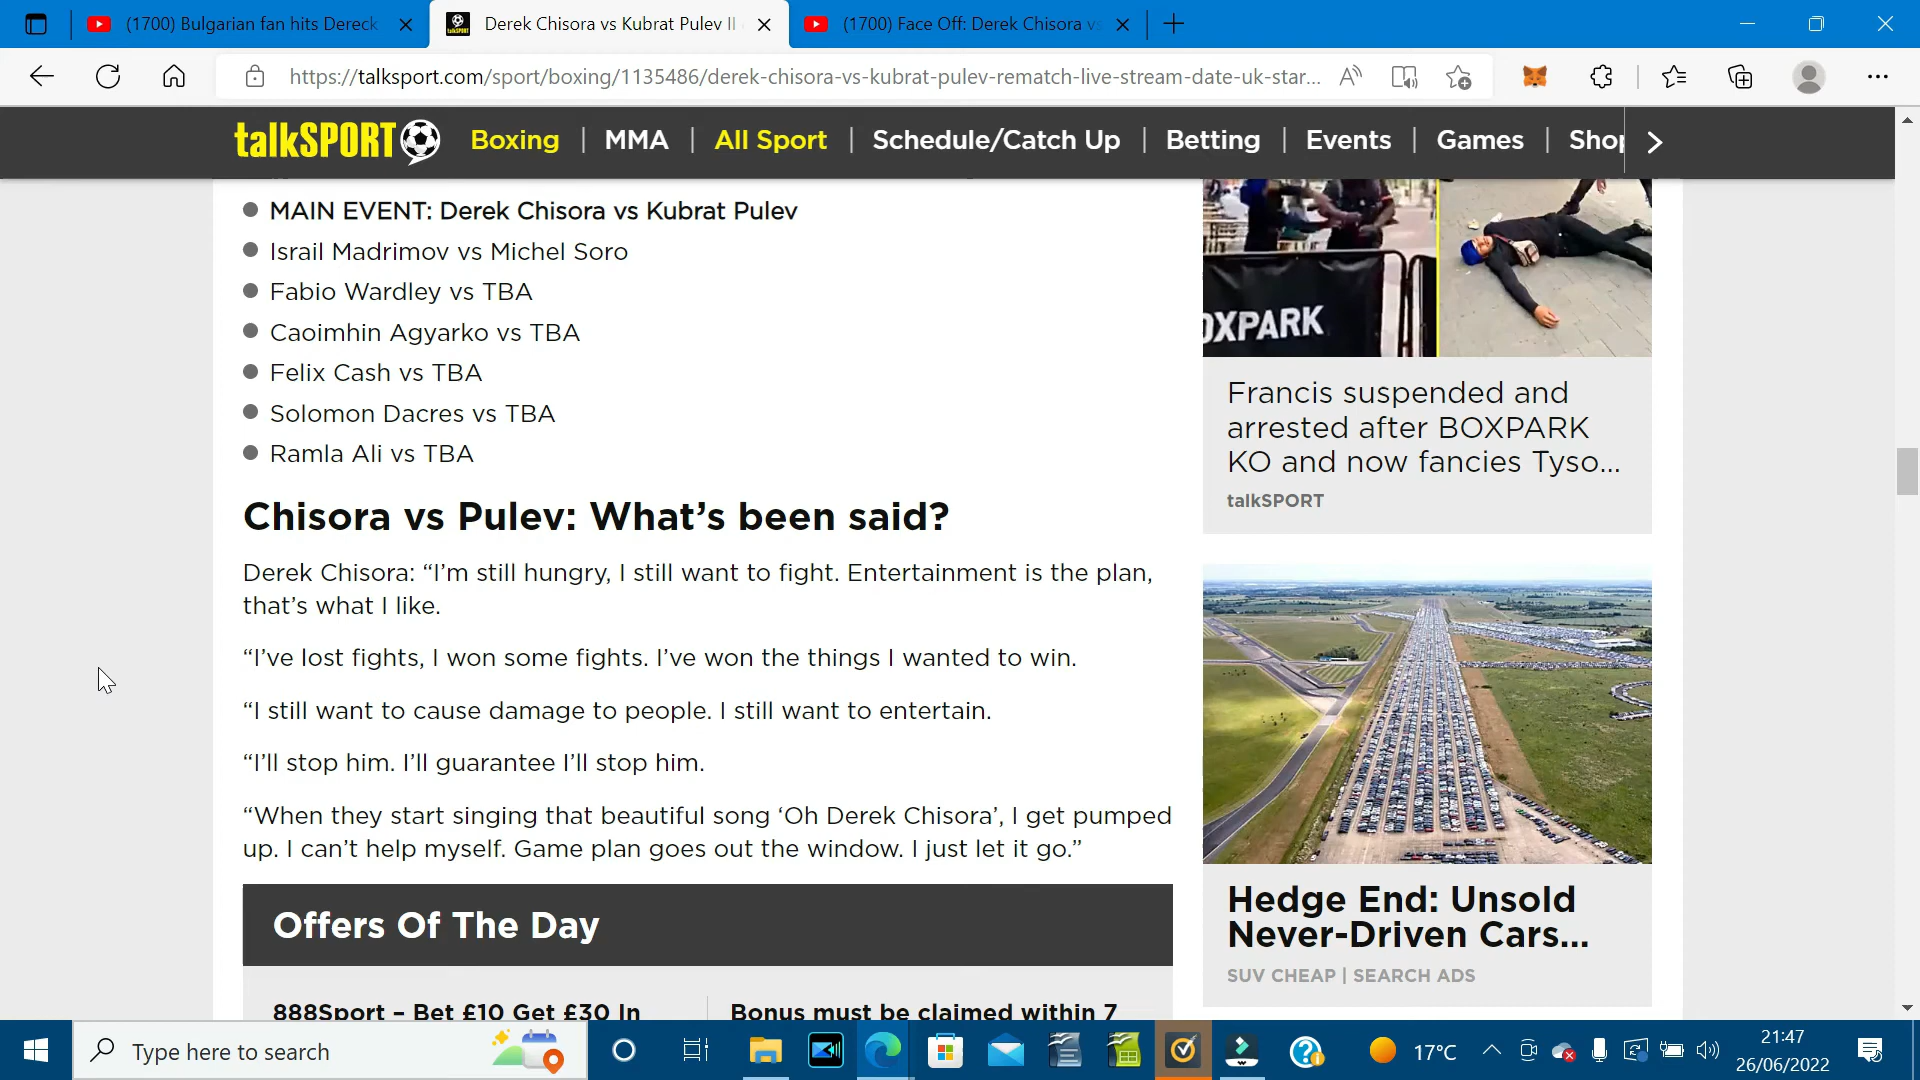 (1700) Bulgarian fan hits Dereck
Derek Chisora vs Kubrat Pulev II
(1700) Face Off: Derek Chisora vs
https://talksport.com/sport/boxing/1135486/derek-chisora-vs-kubrat-pulev-rematch-live-stream-date-uk-star...
talkSPORT
Boxing | MMA | All Sport | Schedule/Catch Up | Betting | Events | Games | Shop
MAIN EVENT: Derek Chisora vs Kubrat Pulev
Israil Madrimov vs Michel Soro
Fabio Wardley vs TBA
Caoimhin Agyarko vs TBA
Felix Cash vs TBA
Solomon Dacres vs TBA
Ramla Ali vs TBA
Chisora vs Pulev: What’s been said?
Derek Chisora: “I’m still hungry, I still want to fight. Entertainment is the plan,
that’s what I like.
“I’ve lost fights, I won some fights. I’ve won the things I wanted to win.
“I still want to cause damage to people. I still want to entertain.
“I’ll stop him. I’ll guarantee I’ll stop him.
“When they start singing that beautiful song ‘Oh Derek Chisora’, I get pumped
up. I can’t help myself. Game plan goes out the window. I just let it go.”
Offers Of The Day
888Sport – Bet £10 Get £30 In
Bonus must be claimed within 7
OXPARK
Francis suspended and
arrested after BOXPARK
KO and now fancies Tyso...
talkSPORT
Hedge End: Unsold
Never-Driven Cars...
SUV CHEAP | SEARCH ADS
Type here to search
17°C
21:47
26/06/2022